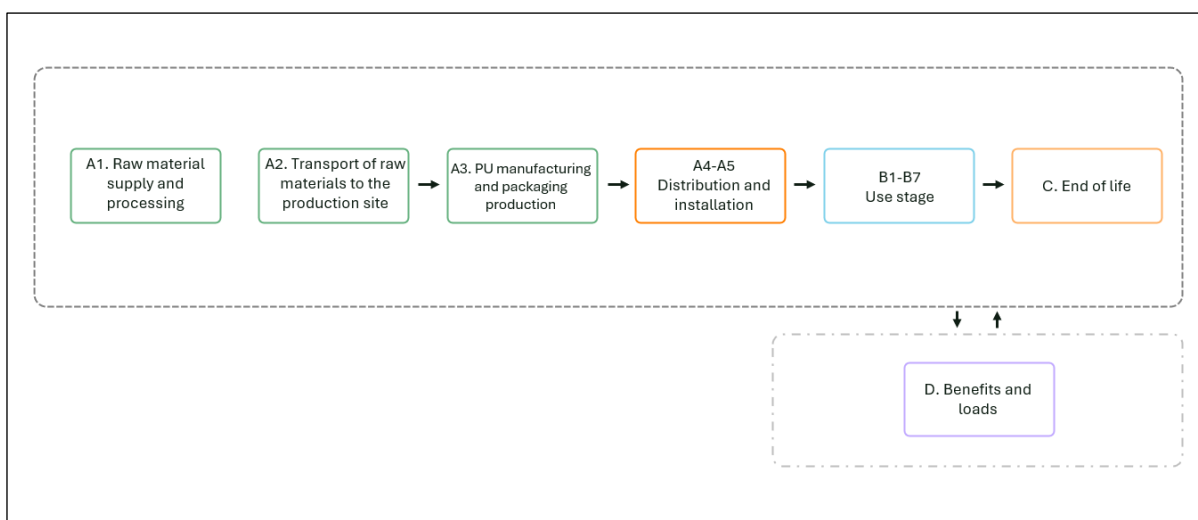 A1. Raw material
supply and
processing
A2. Transport of raw
materials to the
production site
A3. PU manufacturing
and packaging
production
A4-A5
Distribution and
installation
B1-B7
Use stage
C. End of life
D. Benefits and
loads